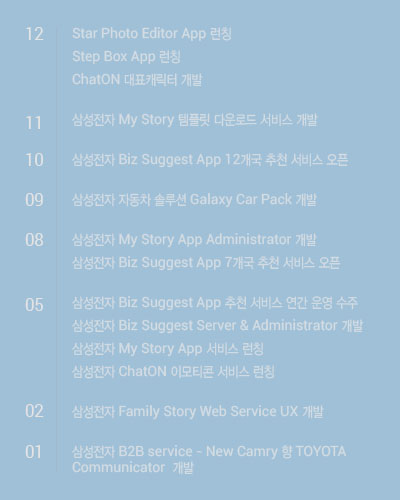 12 Star Photo Editor App 런칭
Step Box App 런칭
ChatON 대표캐릭터 개발
11 삼성전자 My Story 템플릿 다운로드 서비스 개발
10 삼성전자 Biz Suggest App 12개국 추천 서비스 오픈
09 삼성전자 자동차 솔루션 Galaxy Car Pack 개발
08 삼성전자 My Story App Administrator 개발
삼성전자 Biz Suggest App 7개국 추천 서비스 오픈
05 삼성전자 Biz Suggest App 추천 서비스 연간 운영 수주
삼성전자 Biz Suggest Server & Administrator 개발
삼성전자 My Story App 서비스 런칭
삼성전자 ChatON 이모티콘 서비스 런칭
02 삼성전자 Family Story Web Service UX 개발
01 삼성전자 B2B service - New Camry 향 TOYOTA
Communicator 개발